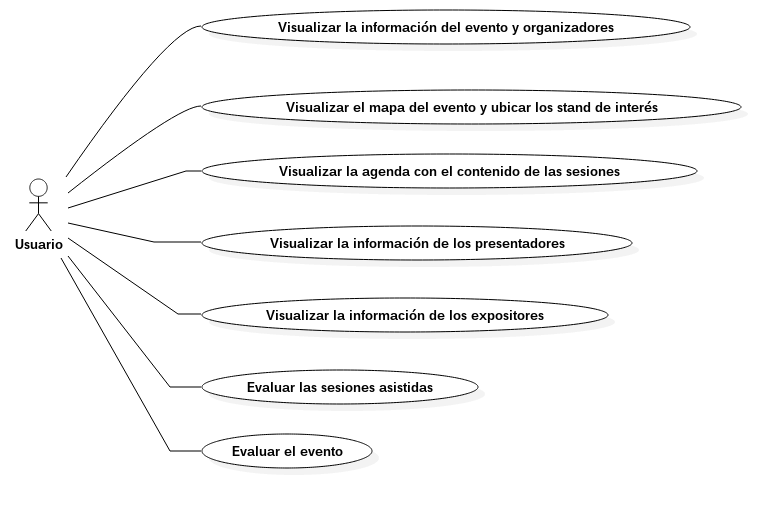 Visualizar la información del evento y organizadores
Visualizar el mapa del evento y ubicar los stand de interés
Visualizar la agenda con el contenido de las sesiones
Usuario
Visualizar la información de los presentadores
Visualizar la información de los expositores
Evaluar las sesiones asistidas
Evaluar el evento